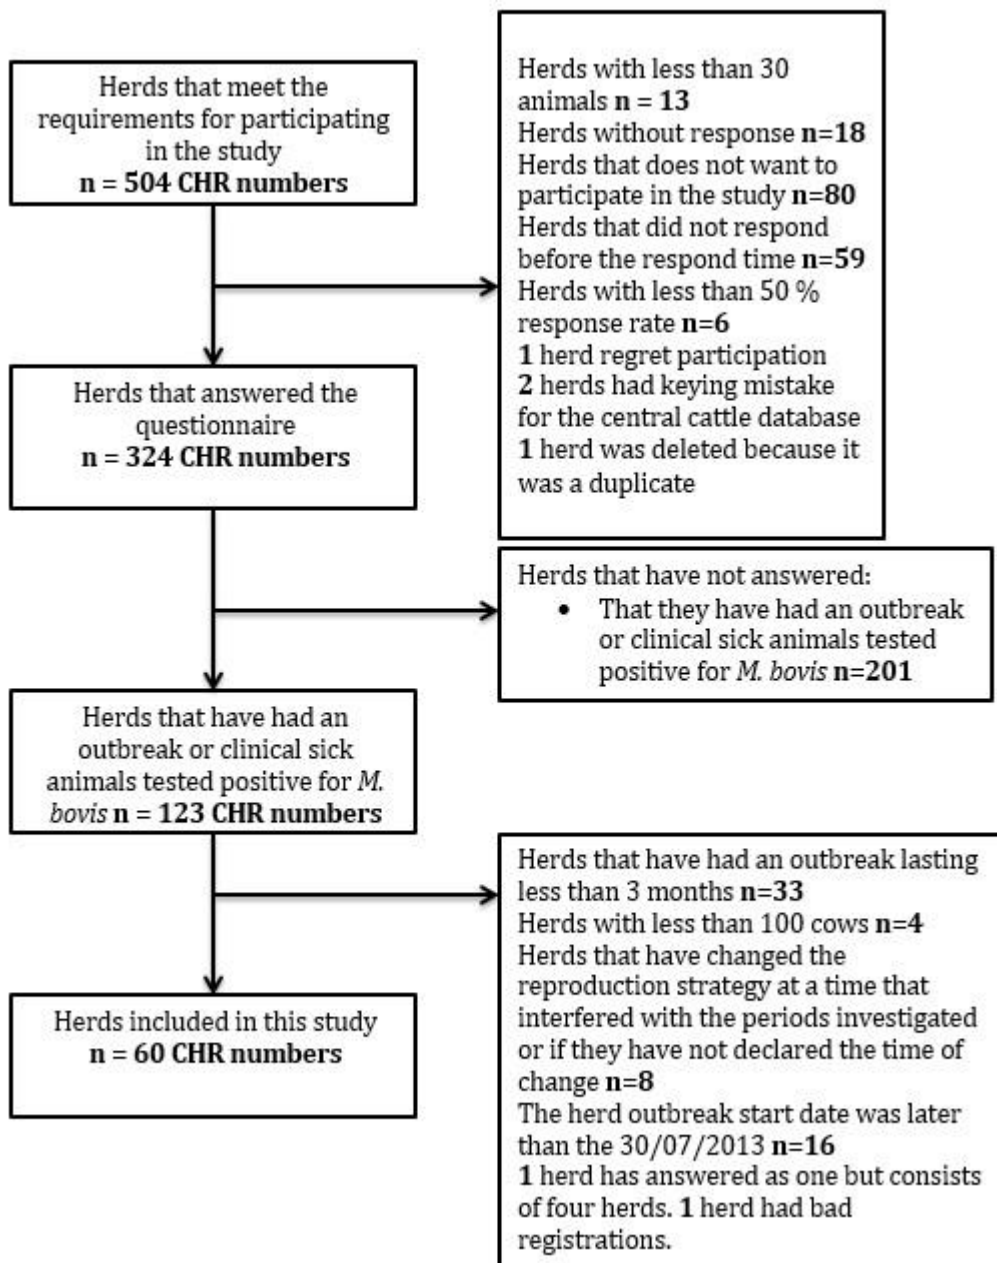 Herds that meet the
requirements for participating
in the study
n = 504 CHR numbers
Herds with less than 30
animals n = 13
Herds without response n=18
Herds that does not want to
participate in the study n=80
Herds that did not respond
before the respond time n=59
Herds with less than 50 %
response rate n=6
1 herd regret participation
2 herds had keying mistake
for the central cattle database
1 herd was deleted because it
was a duplicate
Herds that answered the
questionnaire
n = 324 CHR numbers
Herds that have not answered:
• That they have had an outbreak
or clinical sick animals tested
positive for M. bovis n=201
Herds that have had an
outbreak or clinical sick
animals tested positive for M.
bovis n = 123 CHR numbers
Herds that have had an outbreak lasting
less than 3 months n=33
Herds with less than 100 cows n=4
Herds that have changed the
reproduction strategy at a time that
interfered with the periods investigated
or if they have not declared the time of
change n=8
The herd outbreak start date was later
than the 30/07/2013 n=16
1 herd has answered as one but consists
of four herds. 1 herd had bad
registrations.
Herds included in this study
n = 60 CHR numbers